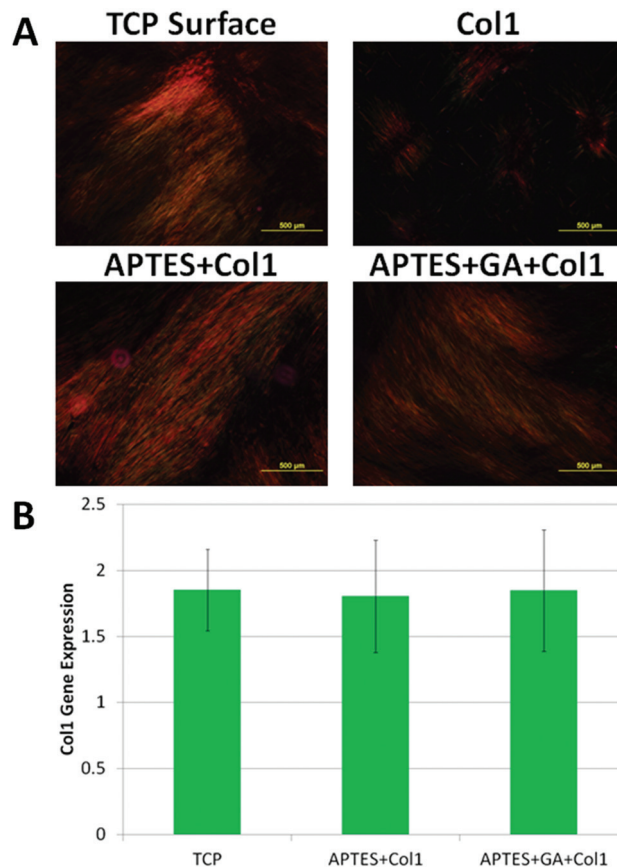 A
TCP Surface
Col1
500 µm
500 µm
APTES+Col1
APTES+GA+Col1
500 µm
500 µm
B
Col1 Gene Expression
2.5
2
1.5
1
0.5
0
TCP
APTES+Col1
APTES+GA+Col1